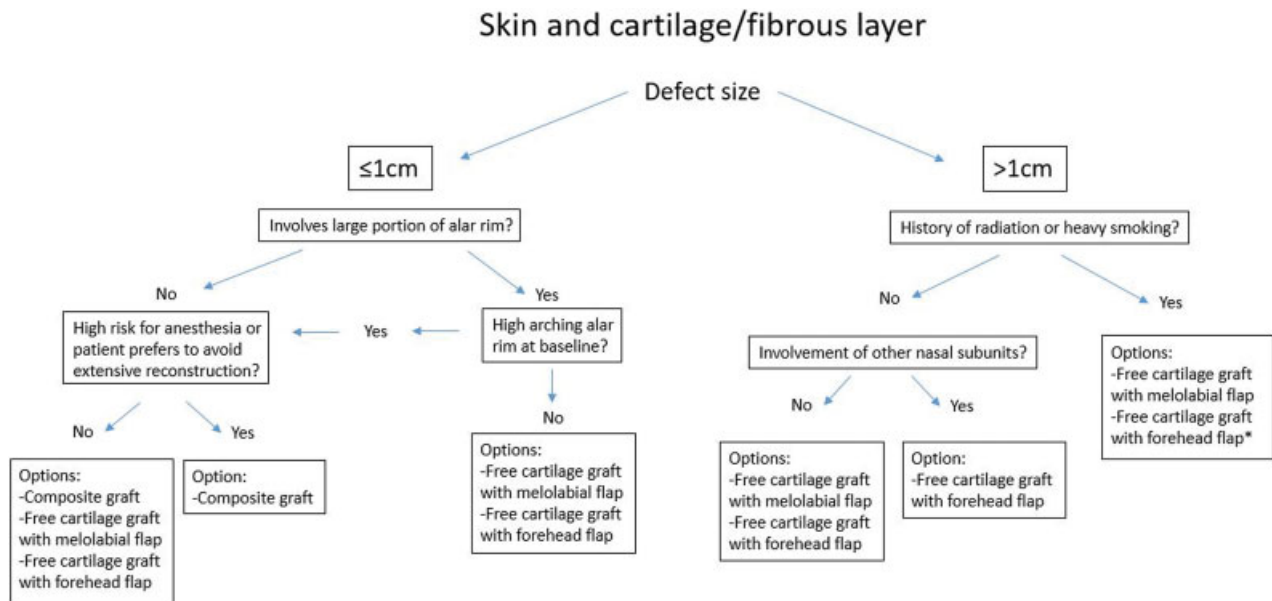 Skin and cartilage/fibrous layer
Defect size
≤1cm
>1cm
Involves large portion of alar rim?
History of radiation or heavy smoking?
No
Yes
No
Yes
High risk for anesthesia or
patient prefers to avoid
extensive reconstruction?
Yes
High arching alar
rim at baseline?
Involvement of other nasal subunits?
Options:
-Free cartilage graft
with melolabial flap
-Free cartilage graft
with forehead flap*
No
Yes
No
No
Yes
Options:
-Composite graft
-Free cartilage graft
with melolabial flap
-Free cartilage graft
with forehead flap
Option:
-Composite graft
Options:
-Free cartilage graft
with melolabial flap
-Free cartilage graft
with forehead flap
Options:
-Free cartilage graft
with melolabial flap
-Free cartilage graft
with forehead flap
Option:
-Free cartilage graft
with forehead flap